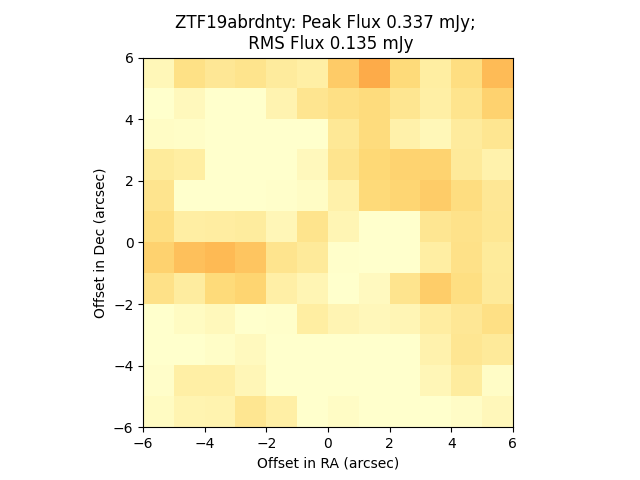 ZTF19abrdnty: Peak Flux 0.337 mJy;
RMS Flux 0.135 mJy
6
4
2
0
−2
−4
−6
Offset in Dec (arcsec)
−6 −4 −2 0 2 4 6
Offset in RA (arcsec)